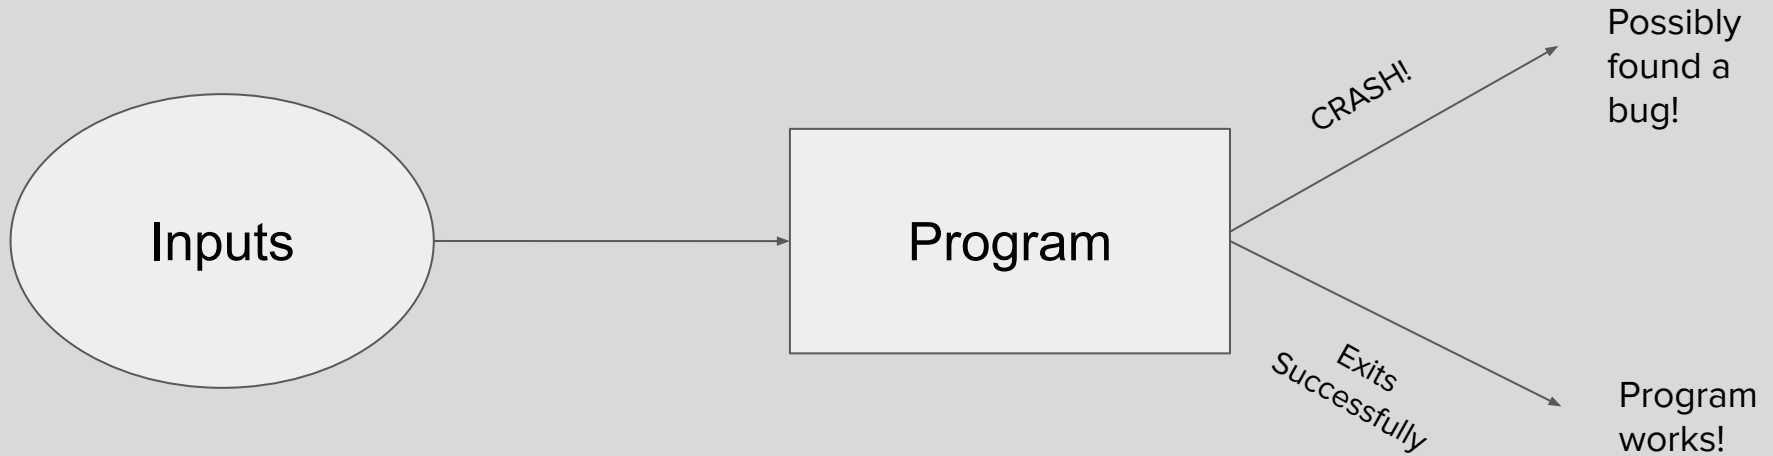 Inputs
Program
CRASH!
Possibly
found a
bug!
Exits
Successfully
Program
works!